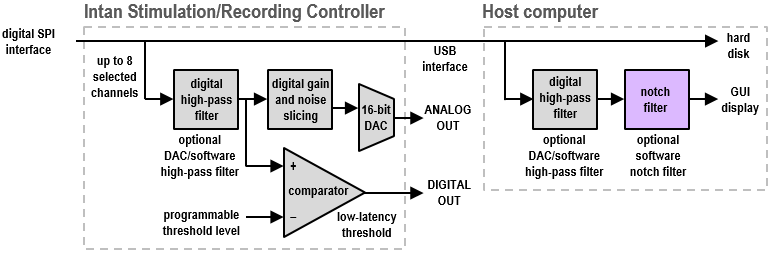 Intan Stimulation/Recording Controller
Host computer
digital SPI
interface
up to 8
selected
channels
USB
interface
hard
disk
digital
high-pass
filter
optional
DAC/software
high-pass filter
digital gain
and noise
slicing
16-bit
DAC
ANALOG
OUT
digital
high-pass
filter
optional
DAC/software
high-pass filter
notch
filter
optional
software
notch filter
GUI
display
+
comparator
–
programmable
threshold level
low-latency
threshold
DIGITAL
OUT